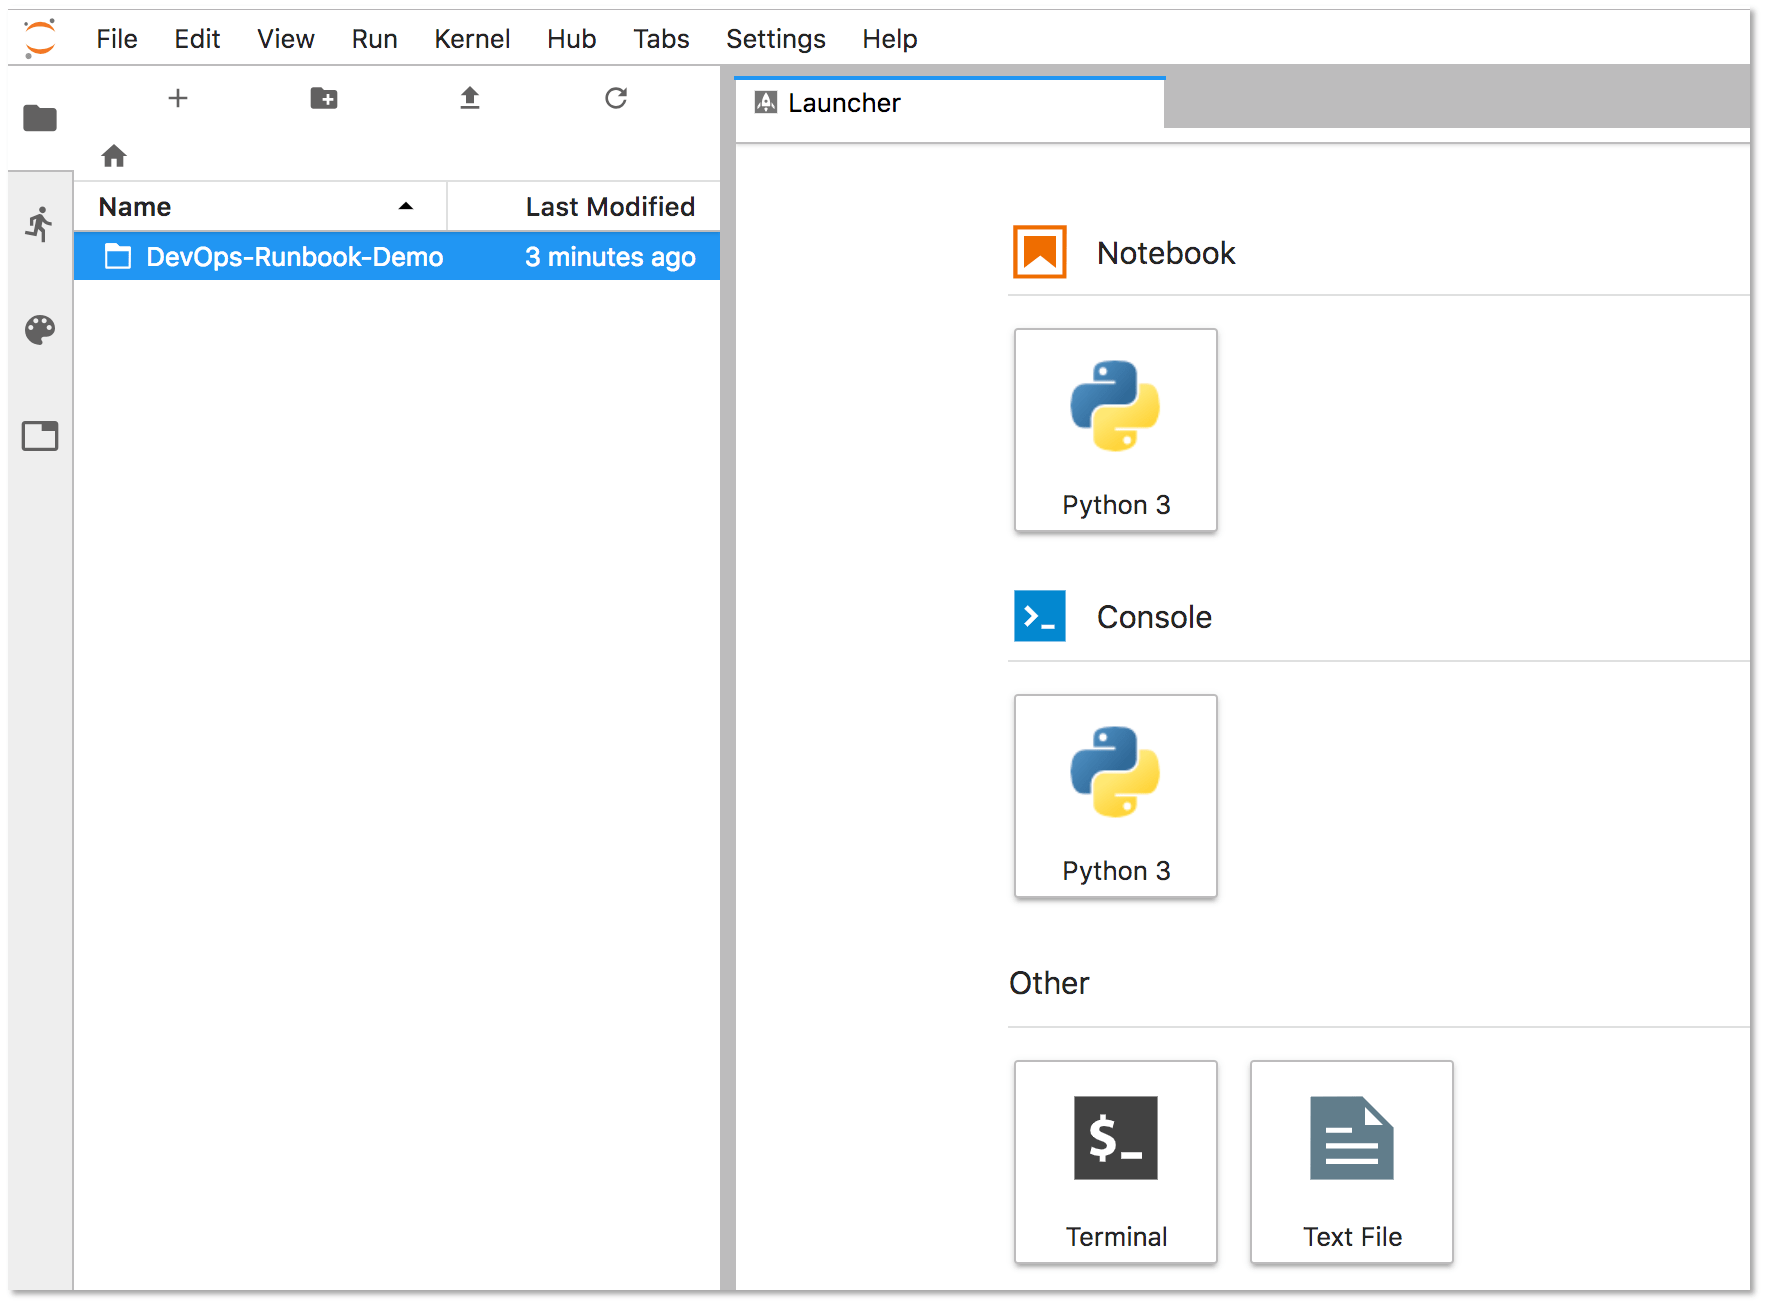 File Edit View Run Kernel Hub Tabs Settings Help
Launcher
Name Last Modified
DevOps-Runbook-Demo 3 minutes ago
Notebook
Python 3
Console
>_
Python 3
Other
$_
Terminal Text File